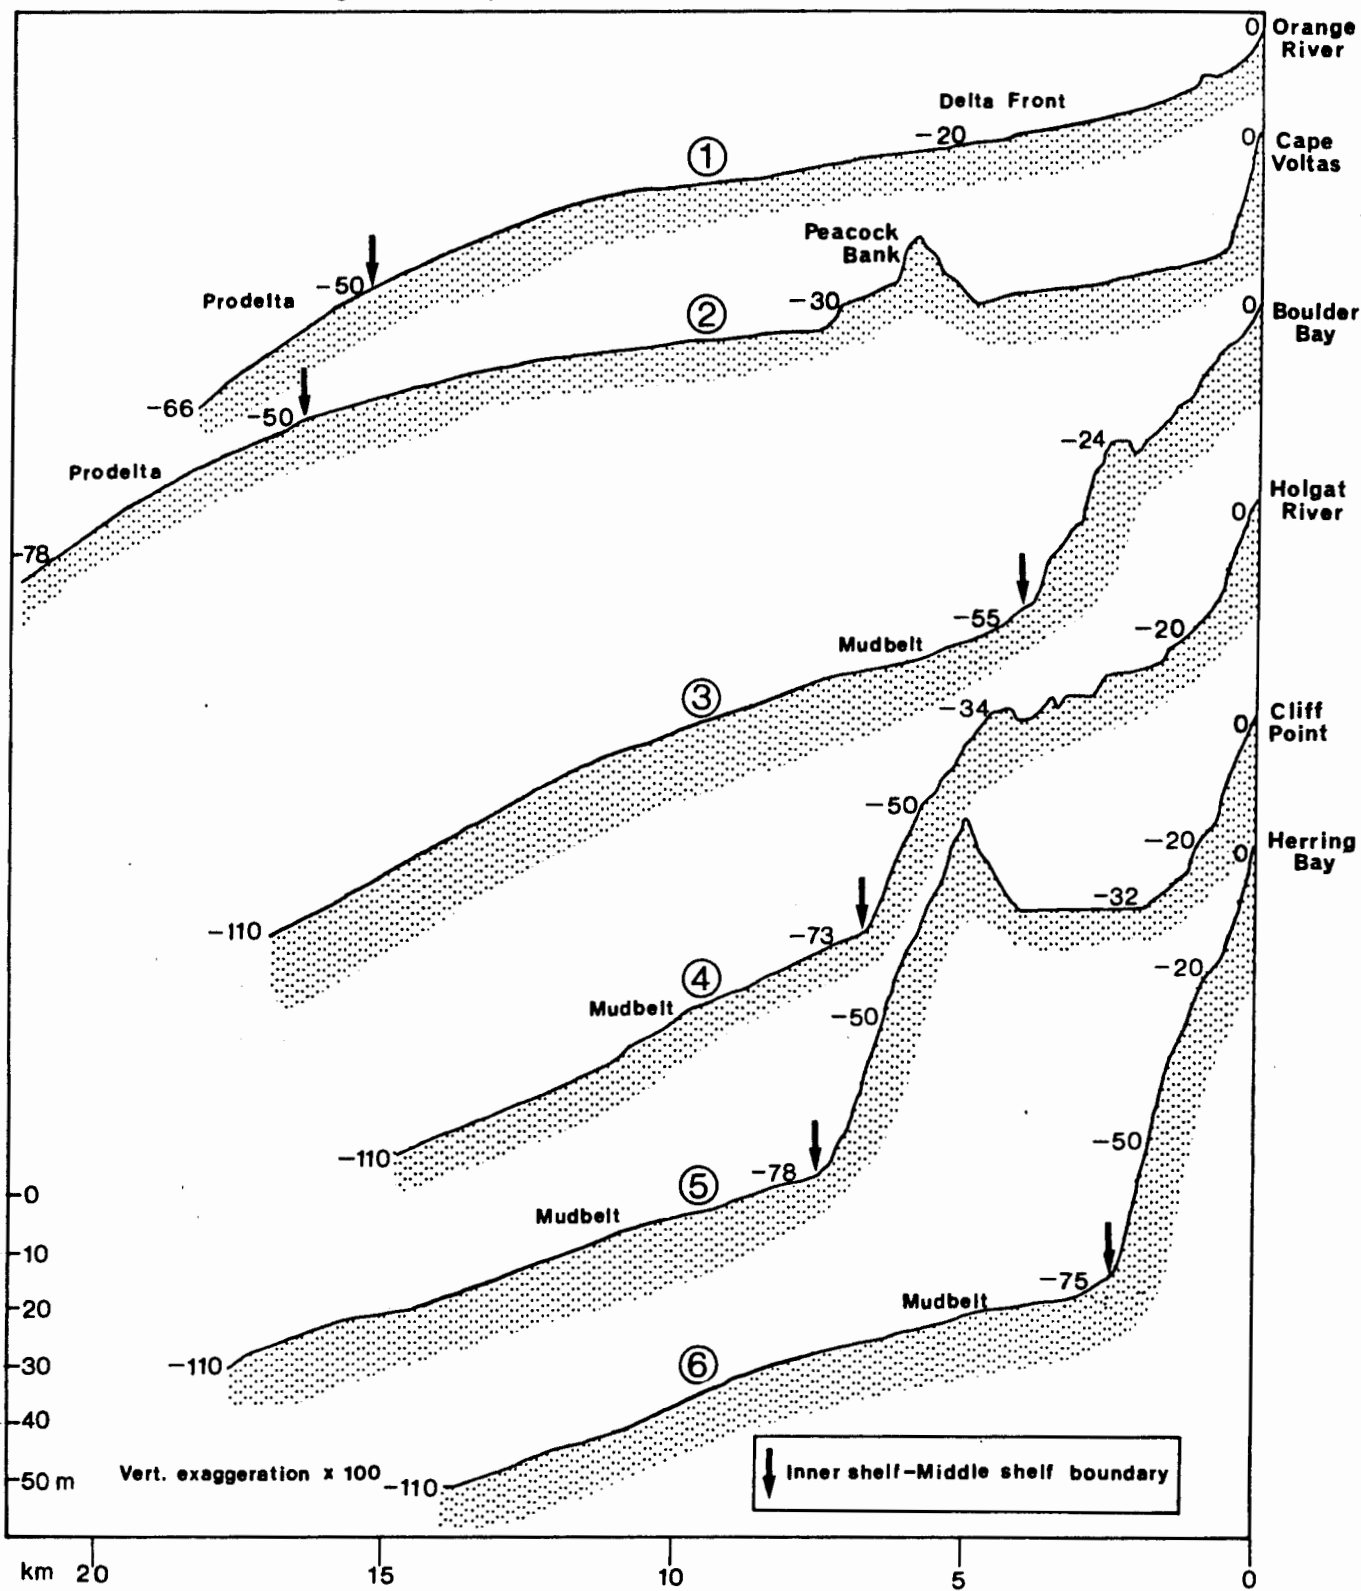 0 Orange
River
Delta Front
-20
0 Cape
Voltas
1
Peacock
Bank
-50
Prodelta
-30
2
0 Boulder
Bay
-66
-50
-24
Prodelta
Holgat
0 River
-78
-55
-20
Mudbelt
3
-34
Cliff
0 Point
-50
-20
Herring
0 Bay
-32
-110
-73
-20
4
Mudbelt
-50
-50
-110
-78
5
0
Mudbelt
-10
-75
-20
Mudbelt
-110
-30
6
-40
Inner shelf-Middle shelf boundary
Vert. exaggeration x 100
-110
-50 m
km 20 15 10 5 0